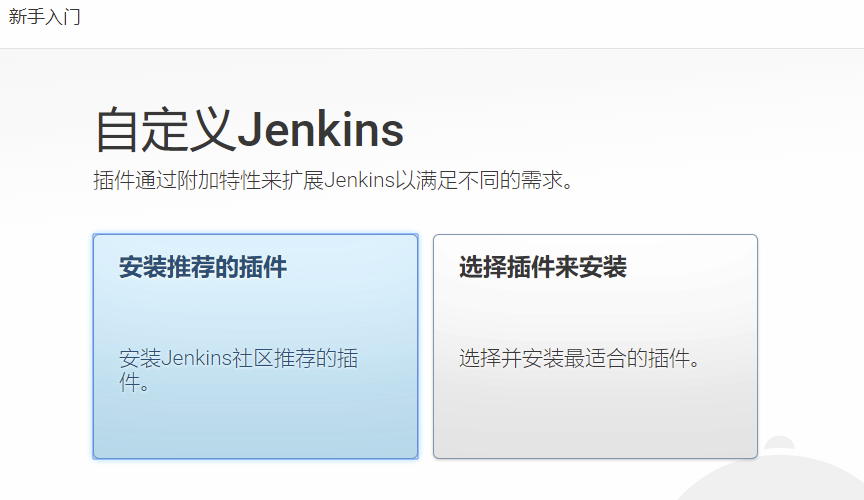 新手入门
自定义Jenkins
插件通过附加特性来扩展Jenkins以满足不同的需求。
安装推荐的插件
安装Jenkins社区推荐的插
件。
选择插件来安装
选择并安装最适合的插件。